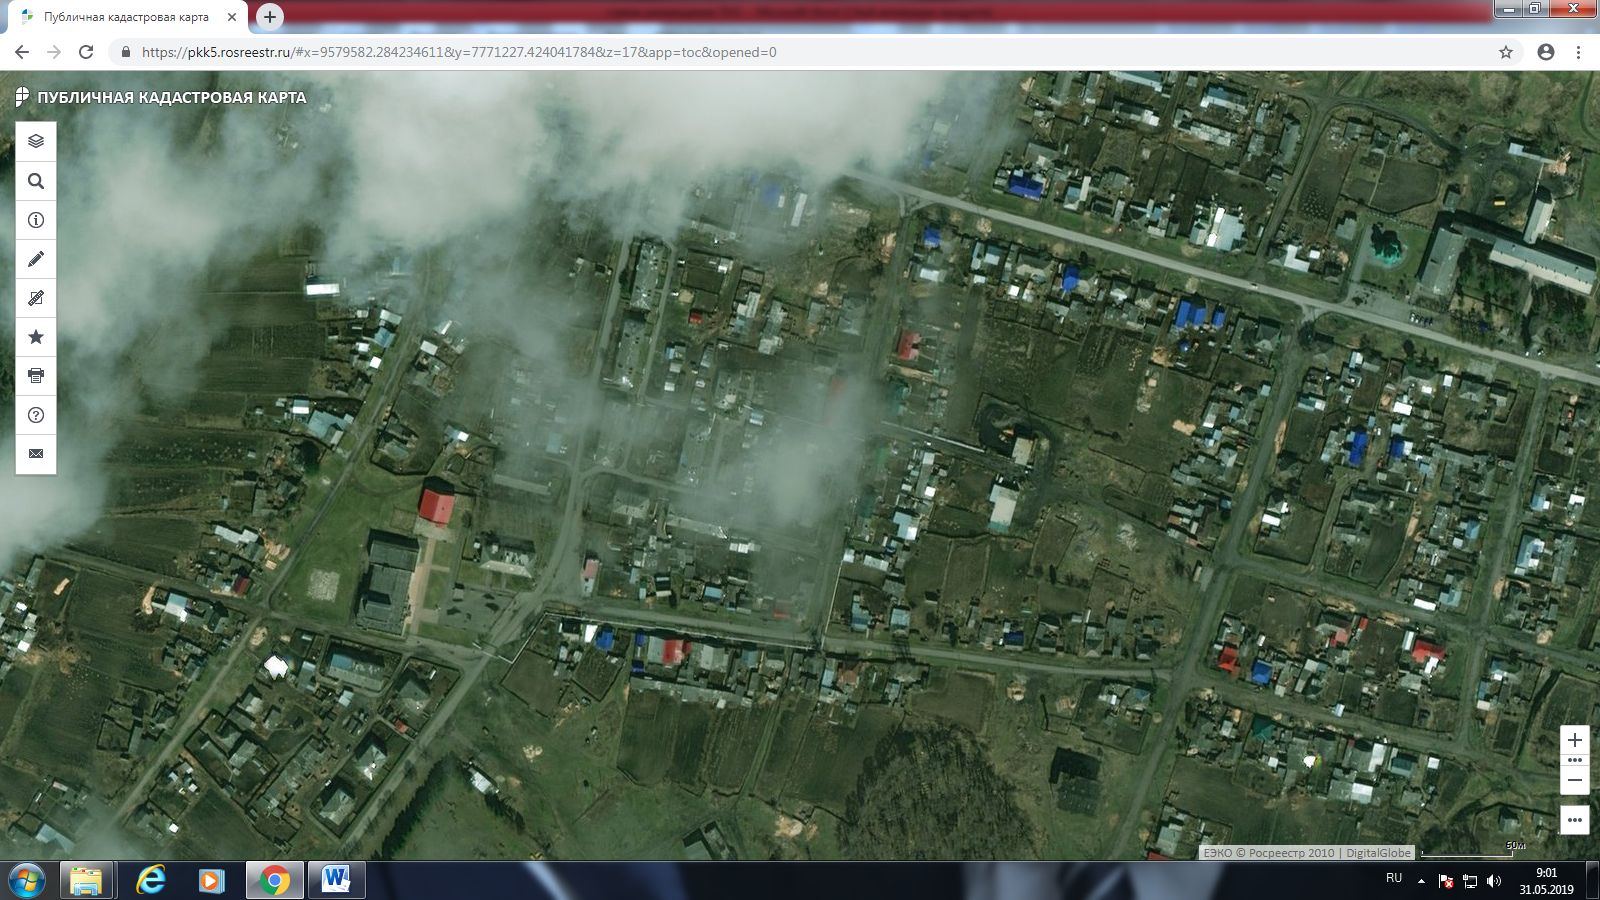 Публичная кадастровая карта
https://pkk5.rosreestr.ru/#x=9579582.284234611&y=7771227.424041784&z=17&app=toc&opened=0
ПУБЛИЧНАЯ КАДАСТРОВАЯ КАРТА
60м
ЕЭКО © Росреестр 2010 | DigitalGlobe
RU
9:01
31.05.2019